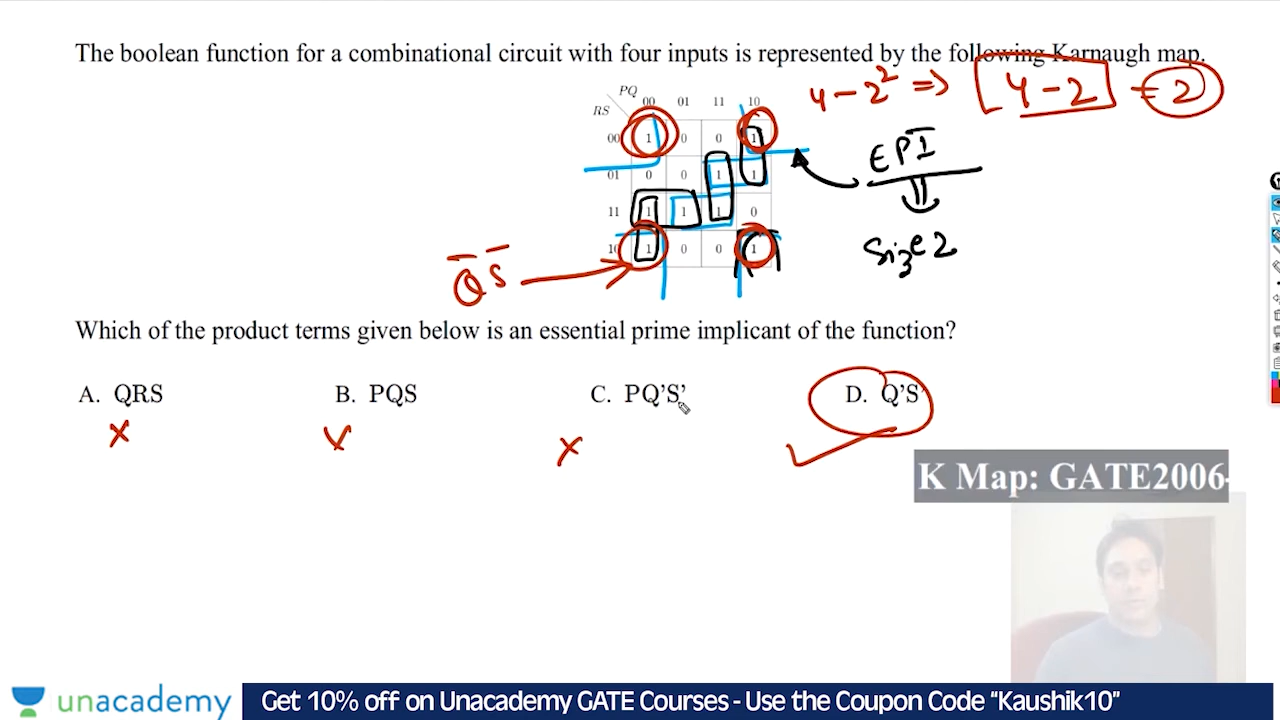 The boolean function for a combinational circuit with four inputs is represented by the following Karnaugh map.
4 - 2² => [4-2] = 2
PQ
RS
00 01 11 10
00 1 0 0 1
01 0 0 1 1
11 1 1 1 0
10 1 0 0 1
EPI
Size 2
Q̅ S̅
Which of the product terms given below is an essential prime implicant of the function?
A. QRS B. PQS C. PQ'S' D. Q'S'
× × × ✓
K Map: GATE2006-
unacademy
Get 10% off on Unacademy GATE Courses - Use the Coupon Code "Kaushik10"